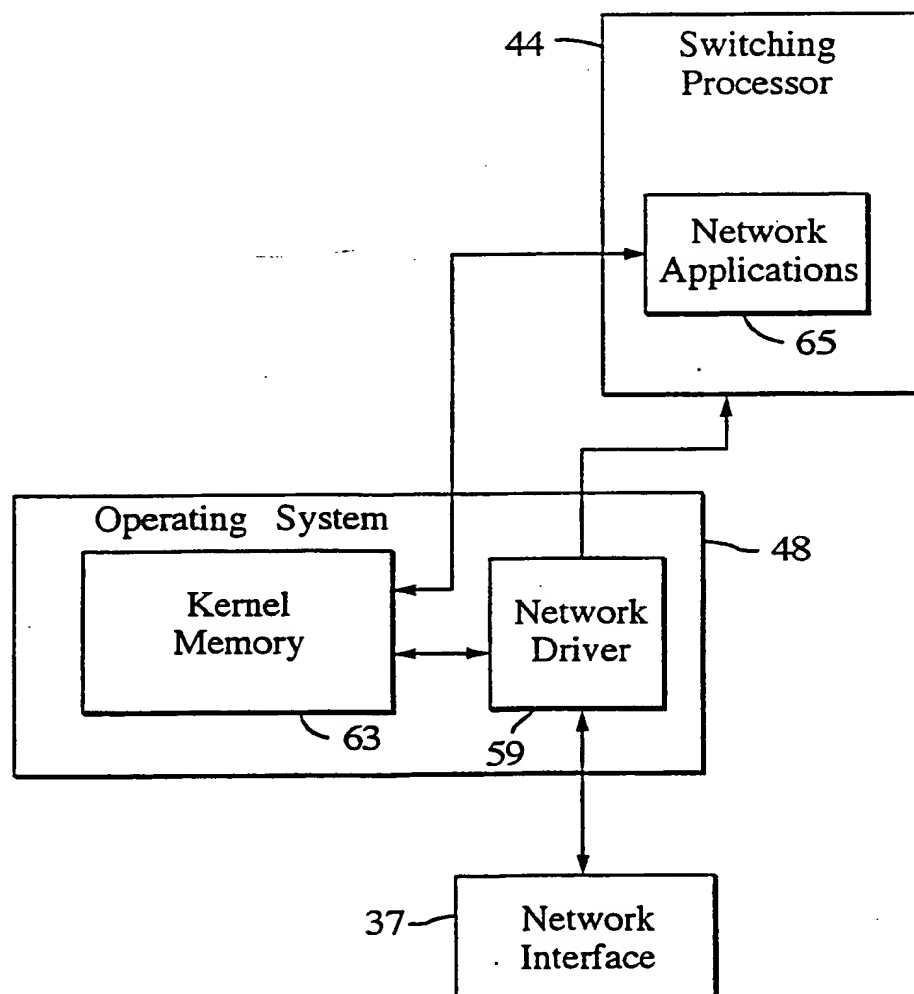 44
Switching
Processor
Network
Applications
65
Operating System
48
Kernel
Memory
63
Network
Driver
59
37
Network
Interface